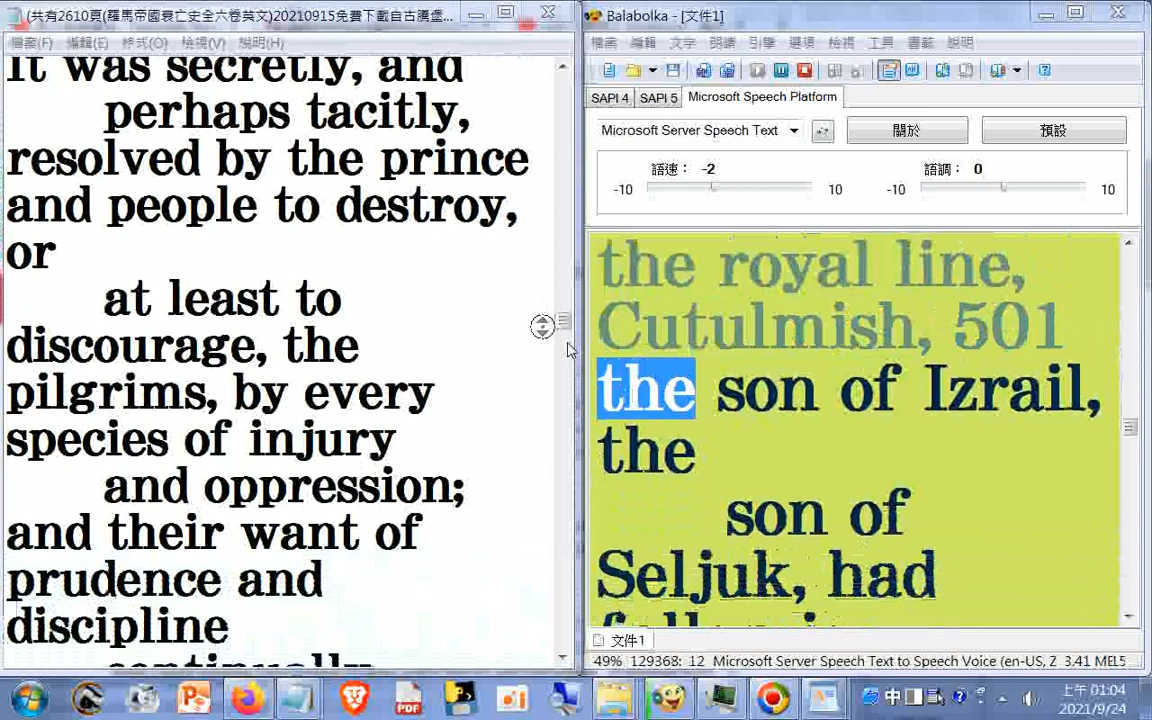 (共有2610頁(羅馬帝國衰亡史全六卷英文)20210915免費下載自古騰堡...
檔案(F) 編輯(E) 格式(O) 檢視(V) 說明(H)
It was secretly, and
perhaps tacitly,
resolved by the prince
and people to destroy,
or
at least to
discourage, the
pilgrims, by every
species of injury
and oppression;
and their want of
prudence and
discipline
continually
Balabolka - [文件1]
檔案 編輯 文字 朗讀 引擎 選項 檢視 工具 書籤 說明
SAPI 4 SAPI 5 Microsoft Speech Platform
Microsoft Server Speech Text 關於 預設
語速: -2 語調: 0
-10 10 -10 10
the royal line,
Cutulmish, 501
the son of Izrail,
the
son of
Seljuk, had
文件1
49% 129368: 12 Microsoft Server Speech Text to Speech Voice (en-US, Z 3,41 МЕL5
中
上午 01:04
2021/9/24